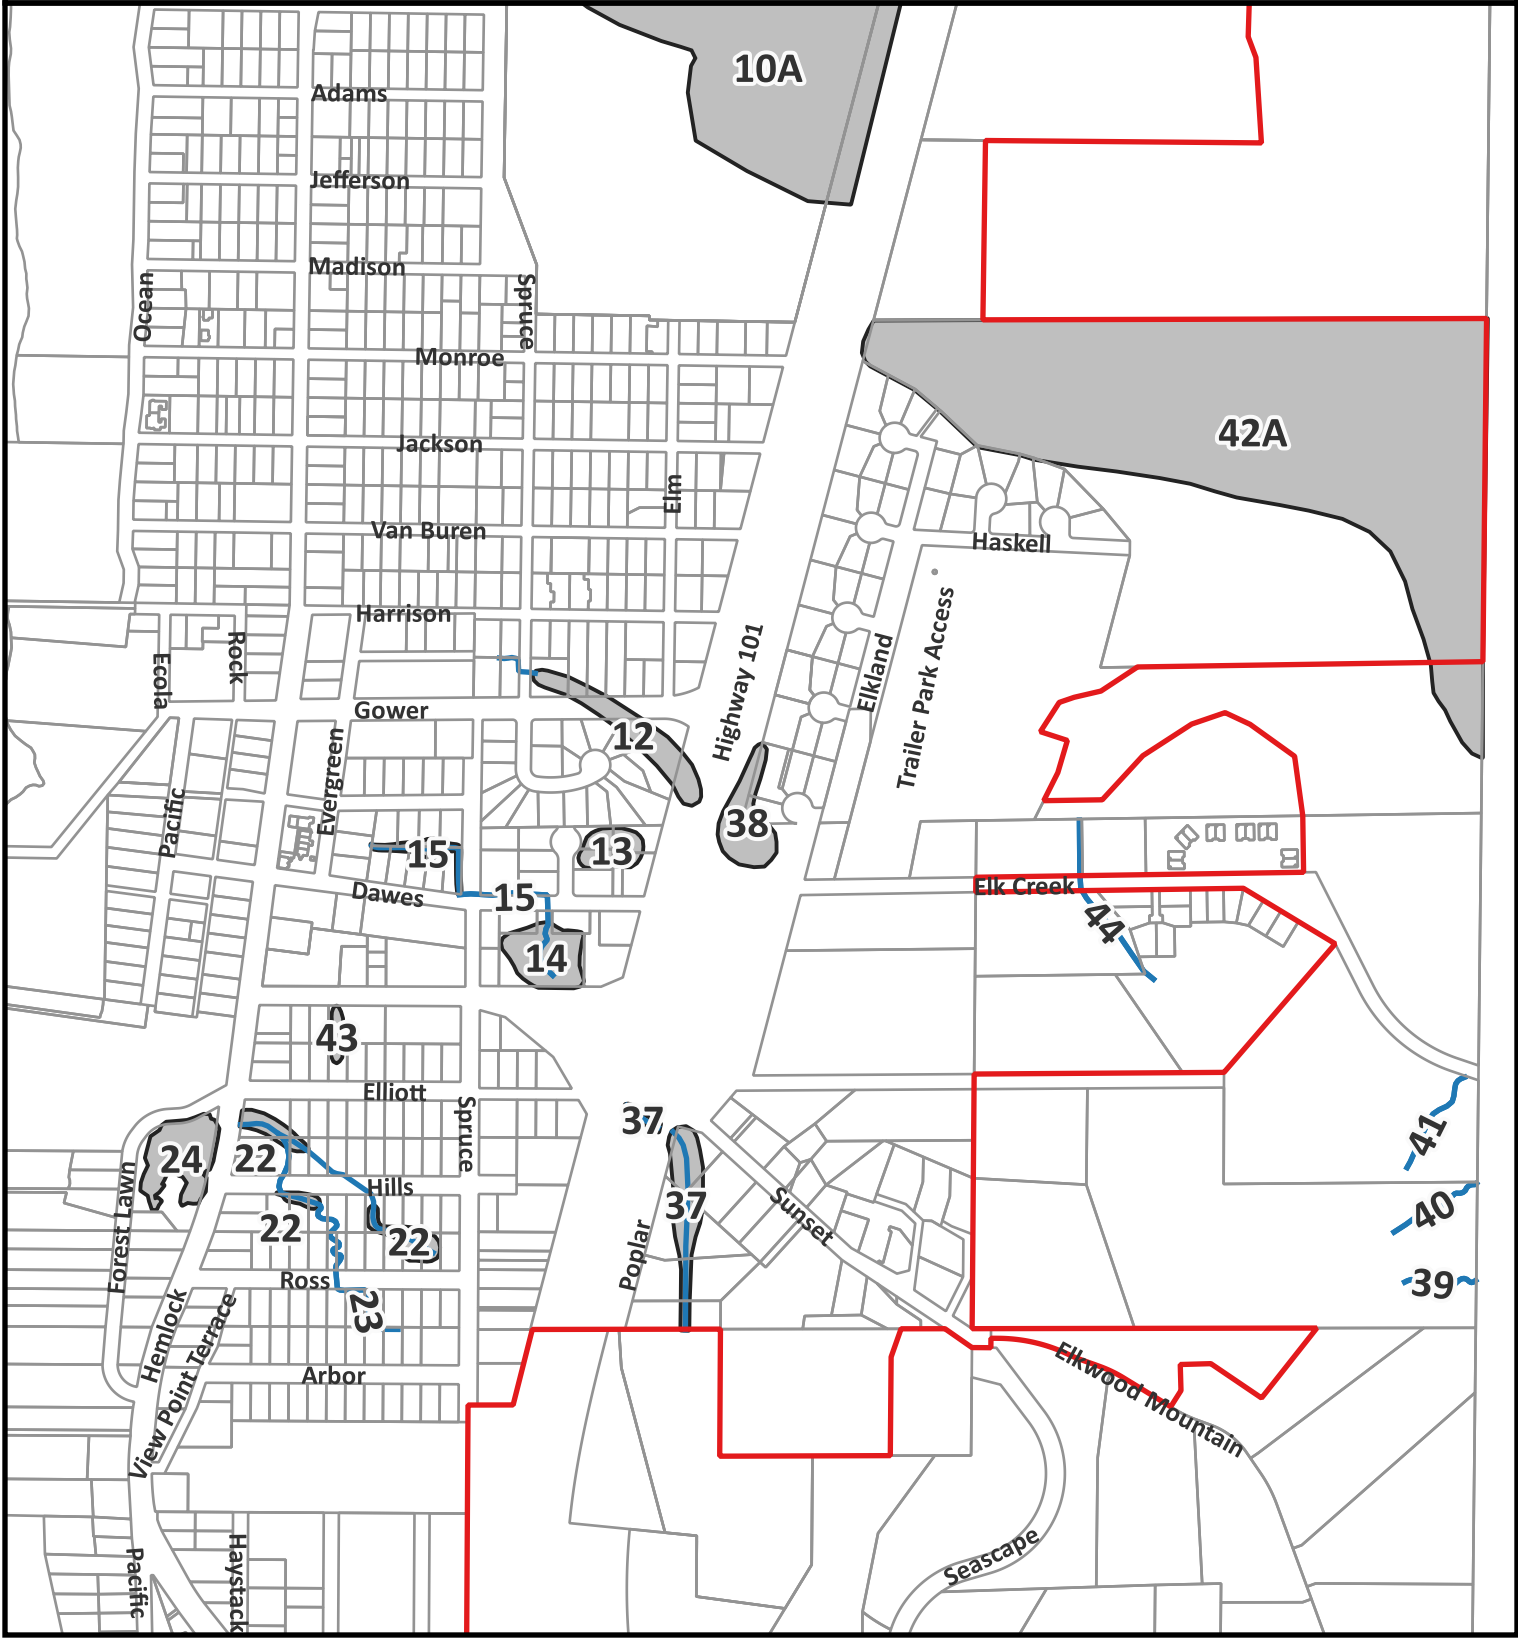 10A
Adams
Jefferson
Madison
Ocean
Spruce
Monroe
42A
Jackson
Elm
Van Buren
Haskell
Harrison
Highway 101
Elkland
Trailer Park Access
Rock
Ecola
Gower
12
Evergreen
Pacific
38
15
13
Dawes
15
Elk Creek
44
14
43
Elliott
Spruce
37
41
24
22
Hills
37
Sunset
40
22
22
Forest Lawn
Poplar
Ross
39
23
Hemlock
View Point Terrace
Arbor
Elkwood Mountain
Seascape
Pacific
Haystack